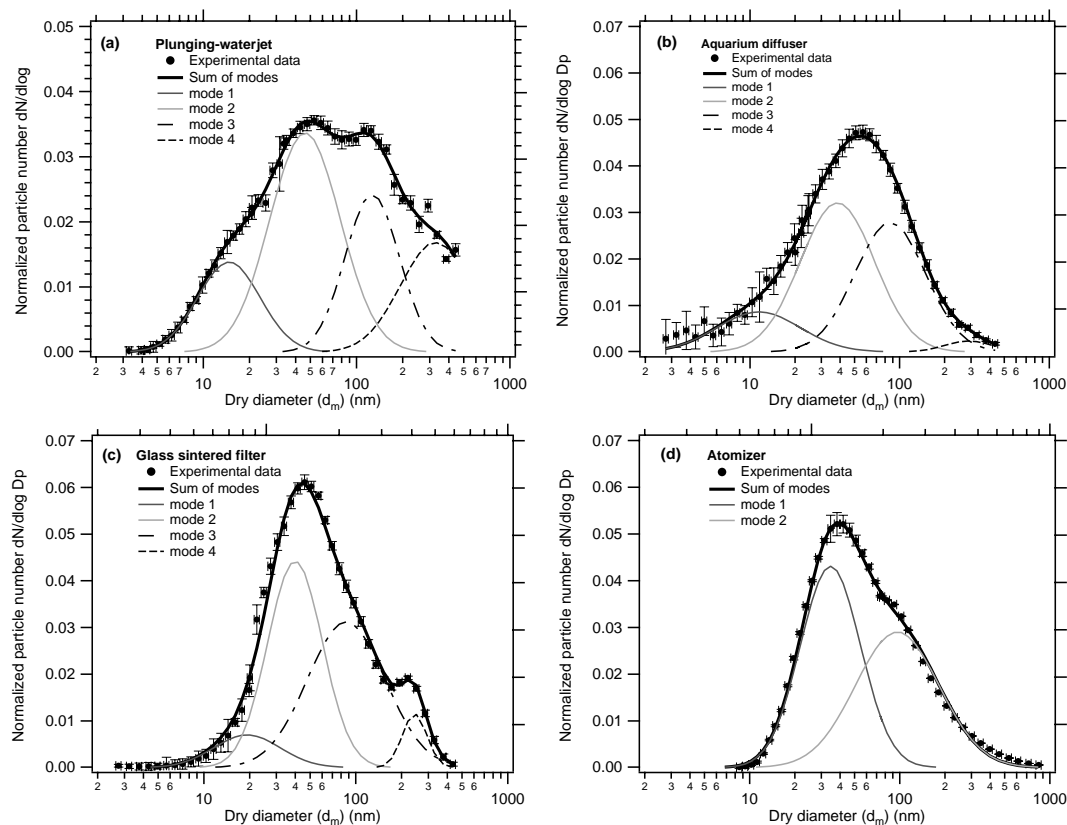 (a)
Plunging-waterjet
Experimental data
Sum of modes
mode 1
mode 2
mode 3
mode 4
Normalized particle number dN/dlog Dp
0.05
0.04
0.03
0.02
0.01
0.00
2 3 4 5 6 7 10 2 3 4 5 6 7 100 2 3 4 5 6 7 1000
Dry diameter (dm) (nm)
(b)
Aquarium diffuser
Experimental data
Sum of modes
mode 1
mode 2
mode 3
mode 4
Normalized particle number dN/dlog Dp
0.07
0.06
0.05
0.04
0.03
0.02
0.01
0.00
2 3 4 5 6 10 2 3 4 5 6 100 2 3 4 5 6 1000
Dry diameter (dm) (nm)
(c)
Glass sintered filter
Experimental data
Sum of modes
mode 1
mode 2
mode 3
mode 4
Normalized particle number dN/dlog Dp
0.07
0.06
0.05
0.04
0.03
0.02
0.01
0.00
2 3 4 5 6 10 2 3 4 5 6 100 2 3 4 5 6 1000
Dry diameter (dm) (nm)
(d)
Atomizer
Experimental data
Sum of modes
mode 1
mode 2
Normalized particle number dN/dlog Dp
0.07
0.06
0.05
0.04
0.03
0.02
0.01
0.00
2 4 6 10 2 4 6 100 2 4 6 1000
Dry diameter (dm) (nm)